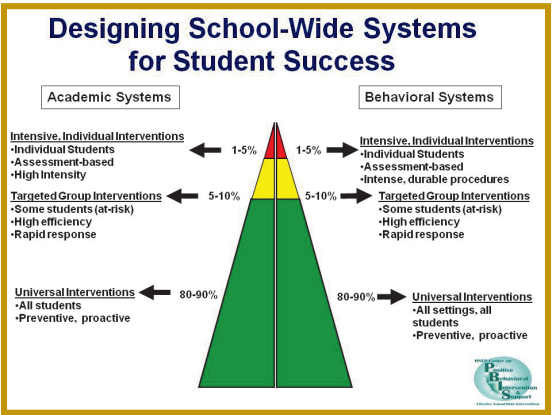 Designing School-Wide Systems
for Student Success
Academic Systems
Behavioral Systems
Intensive, Individual Interventions
•Individual Students
•Assessment-based
•High Intensity
1-5%
1-5%
Intensive, Individual Interventions
•Individual Students
•Assessment-based
•Intense, durable procedures
Targeted Group Interventions
•Some students (at-risk)
•High efficiency
•Rapid response
5-10%
5-10%
Targeted Group Interventions
•Some students (at-risk)
•High efficiency
•Rapid response
Universal Interventions
•All students
•Preventive, proactive
80-90%
80-90%
Universal Interventions
•All settings, all
students
•Preventive, proactive
Positive
Behavioral
Intervention
&
Support